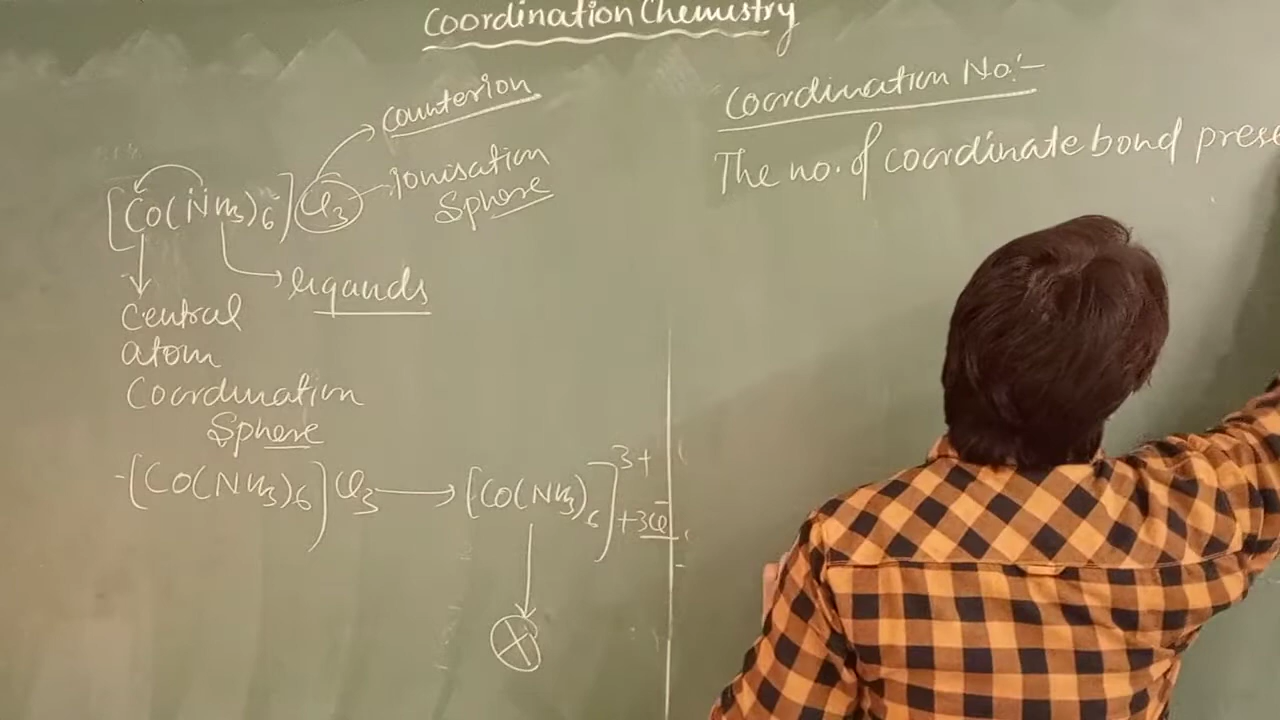 Coordination Chemistry
Counterion
Ionisation
Sphere
[Co(NH3)6]Cl3
ligands
Central
atom
Coordination
Sphere
[Co(NH3)6]Cl3 → [Co(NH3)6]3+
+3Cl-
Coordination No:-
The no. of coordinate bond prese